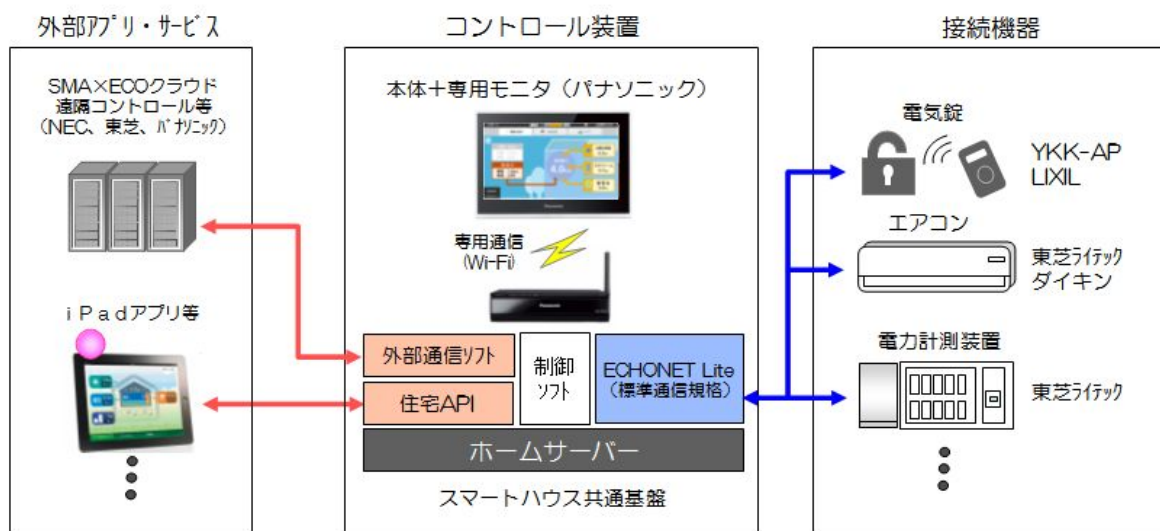 外部ｱﾌﾟﾘ・ｻｰﾋﾞｽ
SMA×ECOクラウド
遠隔コントロール等
（NEC、東芝、ﾊﾟﾅｿﾆｯｸ）
ｉＰａｄアプリ等
コントロール装置
本体＋専用モニタ（パナソニック）
Panasonic
専用通信
(Wi-Fi)
Panasonic
外部通信ｿﾌﾄ
住宅API
制御
ｿﾌﾄ
ECHONET Lite
（標準通信規格）
ホームサーバー
スマートハウス共通基盤
接続機器
電気錠
YKK-AP
LIXIL
エアコン
東芝ﾗｲﾃｯｸ
ダイキン
電力計測装置
東芝ﾗｲﾃｯｸ